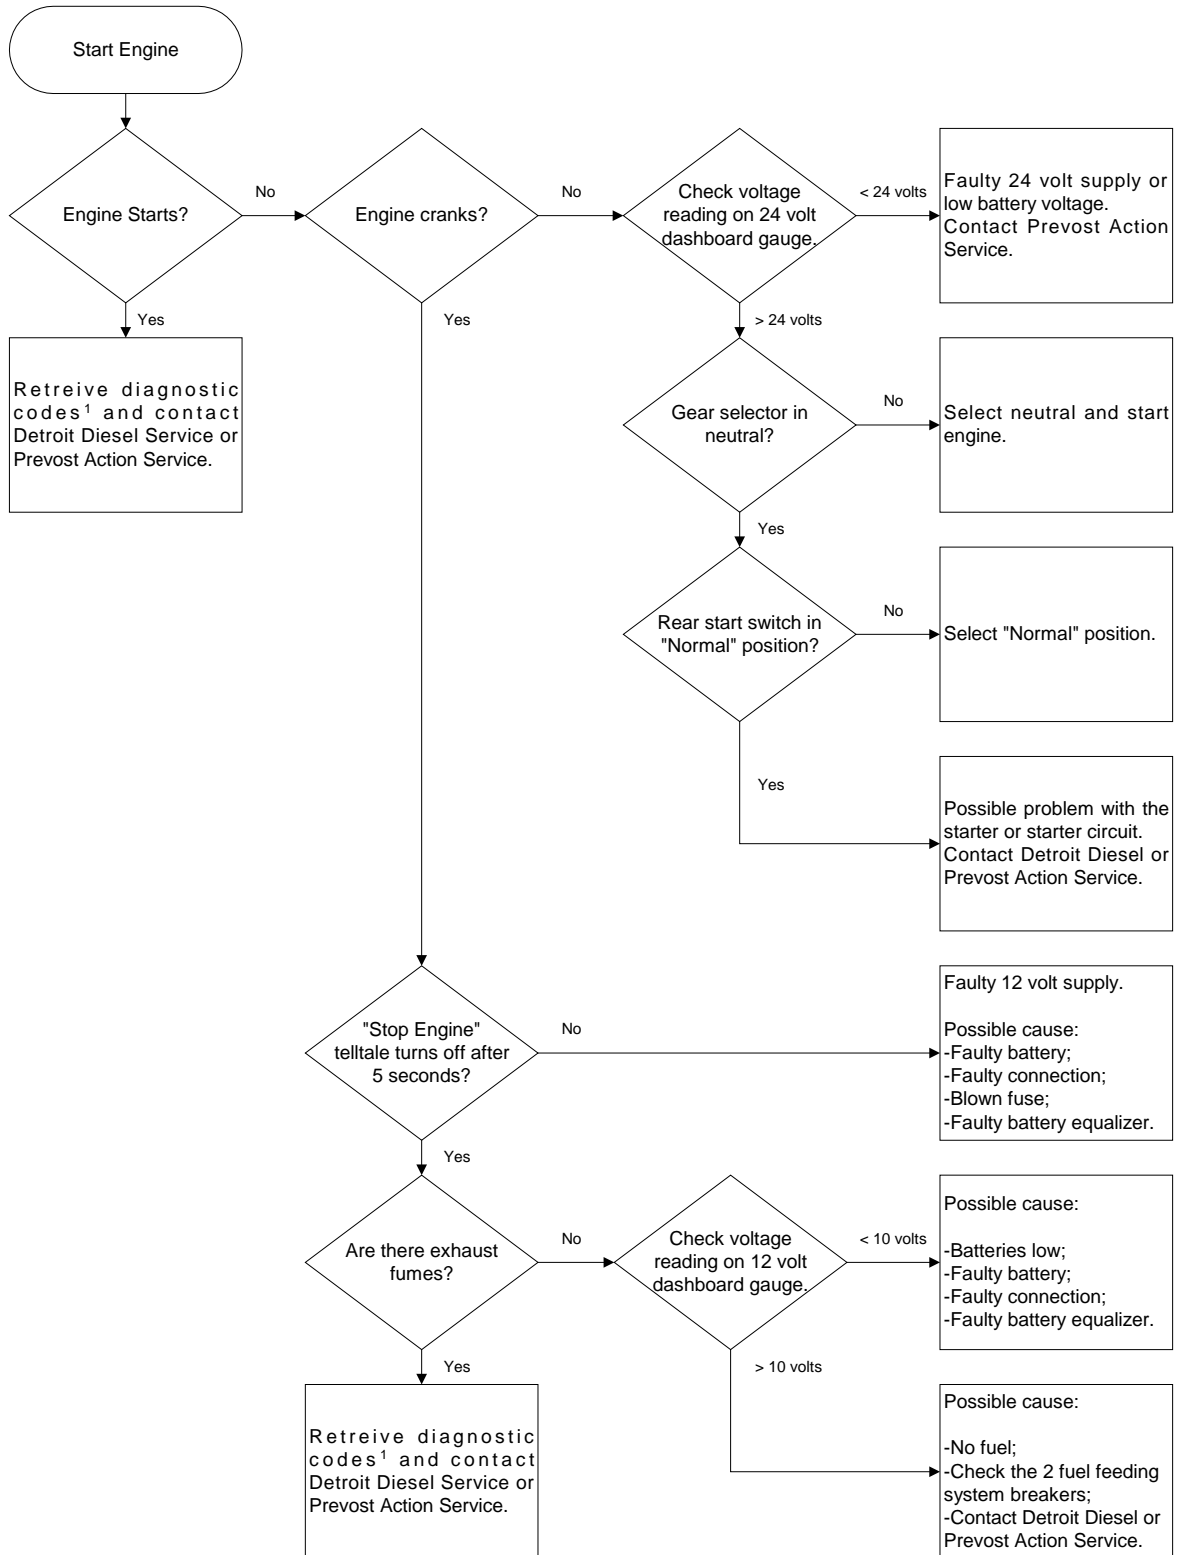 Start Engine
Engine Starts?
No
Engine cranks?
No
Check voltage
reading on 24 volt
dashboard gauge.
< 24 volts
Faulty 24 volt supply or
low battery voltage.
Contact Prevost Action
Service.
Yes
Yes
> 24 volts
Retreive diagnostic
codes¹ and contact
Detroit Diesel Service or
Prevost Action Service.
Gear selector in
neutral?
No
Select neutral and start
engine.
Yes
Rear start switch in
"Normal" position?
No
Select "Normal" position.
Yes
Possible problem with the
starter or starter circuit.
Contact Detroit Diesel or
Prevost Action Service.
"Stop Engine"
telltale turns off after
5 seconds?
No
Faulty 12 volt supply.
Possible cause:
-Faulty battery;
-Faulty connection;
-Blown fuse;
-Faulty battery equalizer.
Yes
Are there exhaust
fumes?
No
Check voltage
reading on 12 volt
dashboard gauge.
< 10 volts
Possible cause:
-Batteries low;
-Faulty battery;
-Faulty connection;
-Faulty battery equalizer.
Yes
> 10 volts
Retreive diagnostic
codes¹ and contact
Detroit Diesel Service or
Prevost Action Service.
Possible cause:
-No fuel;
-Check the 2 fuel feeding
system breakers;
-Contact Detroit Diesel or
Prevost Action Service.